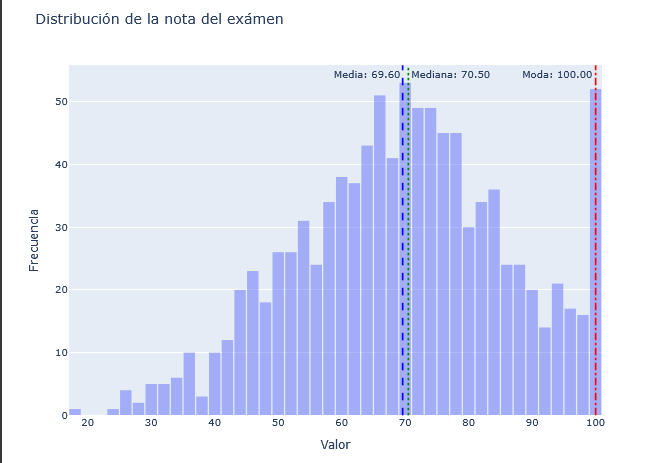 Distribución de la nota del exámen
Media: 69.60 Mediana: 70.50 Moda: 100.00
50
40
30
20
10
0
Frecuencia
20 30 40 50 60 70 80 90 100
Valor